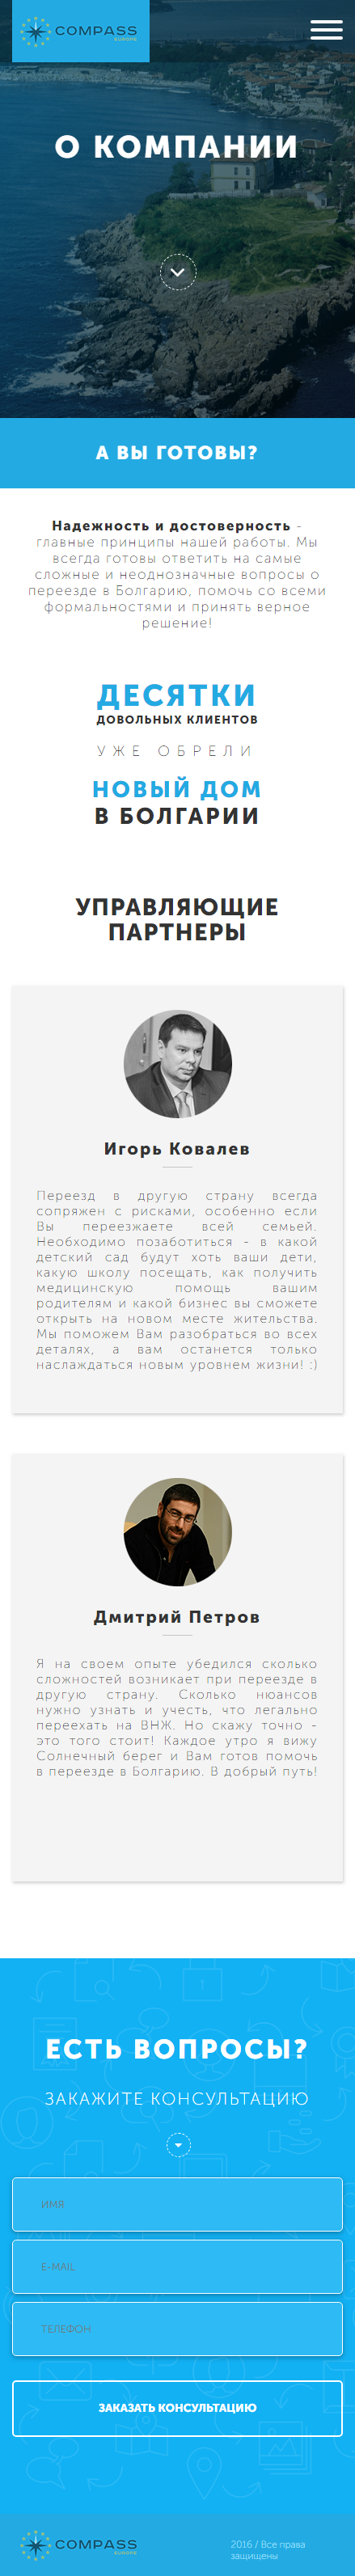 COMPASS
EUROPE
О КОМПАНИИ
А ВЫ ГОТОВЫ?
Надежность и достоверность -
главные принципы нашей работы. Мы
всегда готовы ответить на самые
сложные и неоднозначные вопросы о
переезде в Болгарию, помочь со всеми
формальностями и принять верное
решение!
ДЕСЯТКИ
ДОВОЛЬНЫХ КЛИЕНТОВ
УЖЕ ОБРЕЛИ
НОВЫЙ ДОМ
В БОЛГАРИИ
УПРАВЛЯЮЩИЕ
ПАРТНЕРЫ
Игорь Ковалев
Переезд в другую страну всегда
сопряжен с рисками, особенно если
Вы переезжаете всей семьей.
Необходимо позаботиться - в какой
детский сад будут хоть ваши дети,
какую школу посещать, как получить
медицинскую помощь вашим
родителям и какой бизнес вы сможете
открыть на новом месте жительства.
Мы поможем Вам разобраться во всех
деталях, а вам останется только
наслаждаться новым уровнем жизни! :)
Дмитрий Петров
Я на своем опыте убедился сколько
сложностей возникает при переезде в
другую страну. Сколько нюансов
нужно узнать и учесть, что легально
переехать на ВНЖ. Но скажу точно -
это того стоит! Каждое утро я вижу
Солнечный берег и Вам готов помочь
в переезде в Болгарию. В добрый путь!
ЕСТЬ ВОПРОСЫ?
ЗАКАЖИТЕ КОНСУЛЬТАЦИЮ
ИМЯ
E-MAIL
ТЕЛЕФОН
ЗАКАЗАТЬ КОНСУЛЬТАЦИЮ
COMPASS
EUROPE
2016 / Все права
защищены